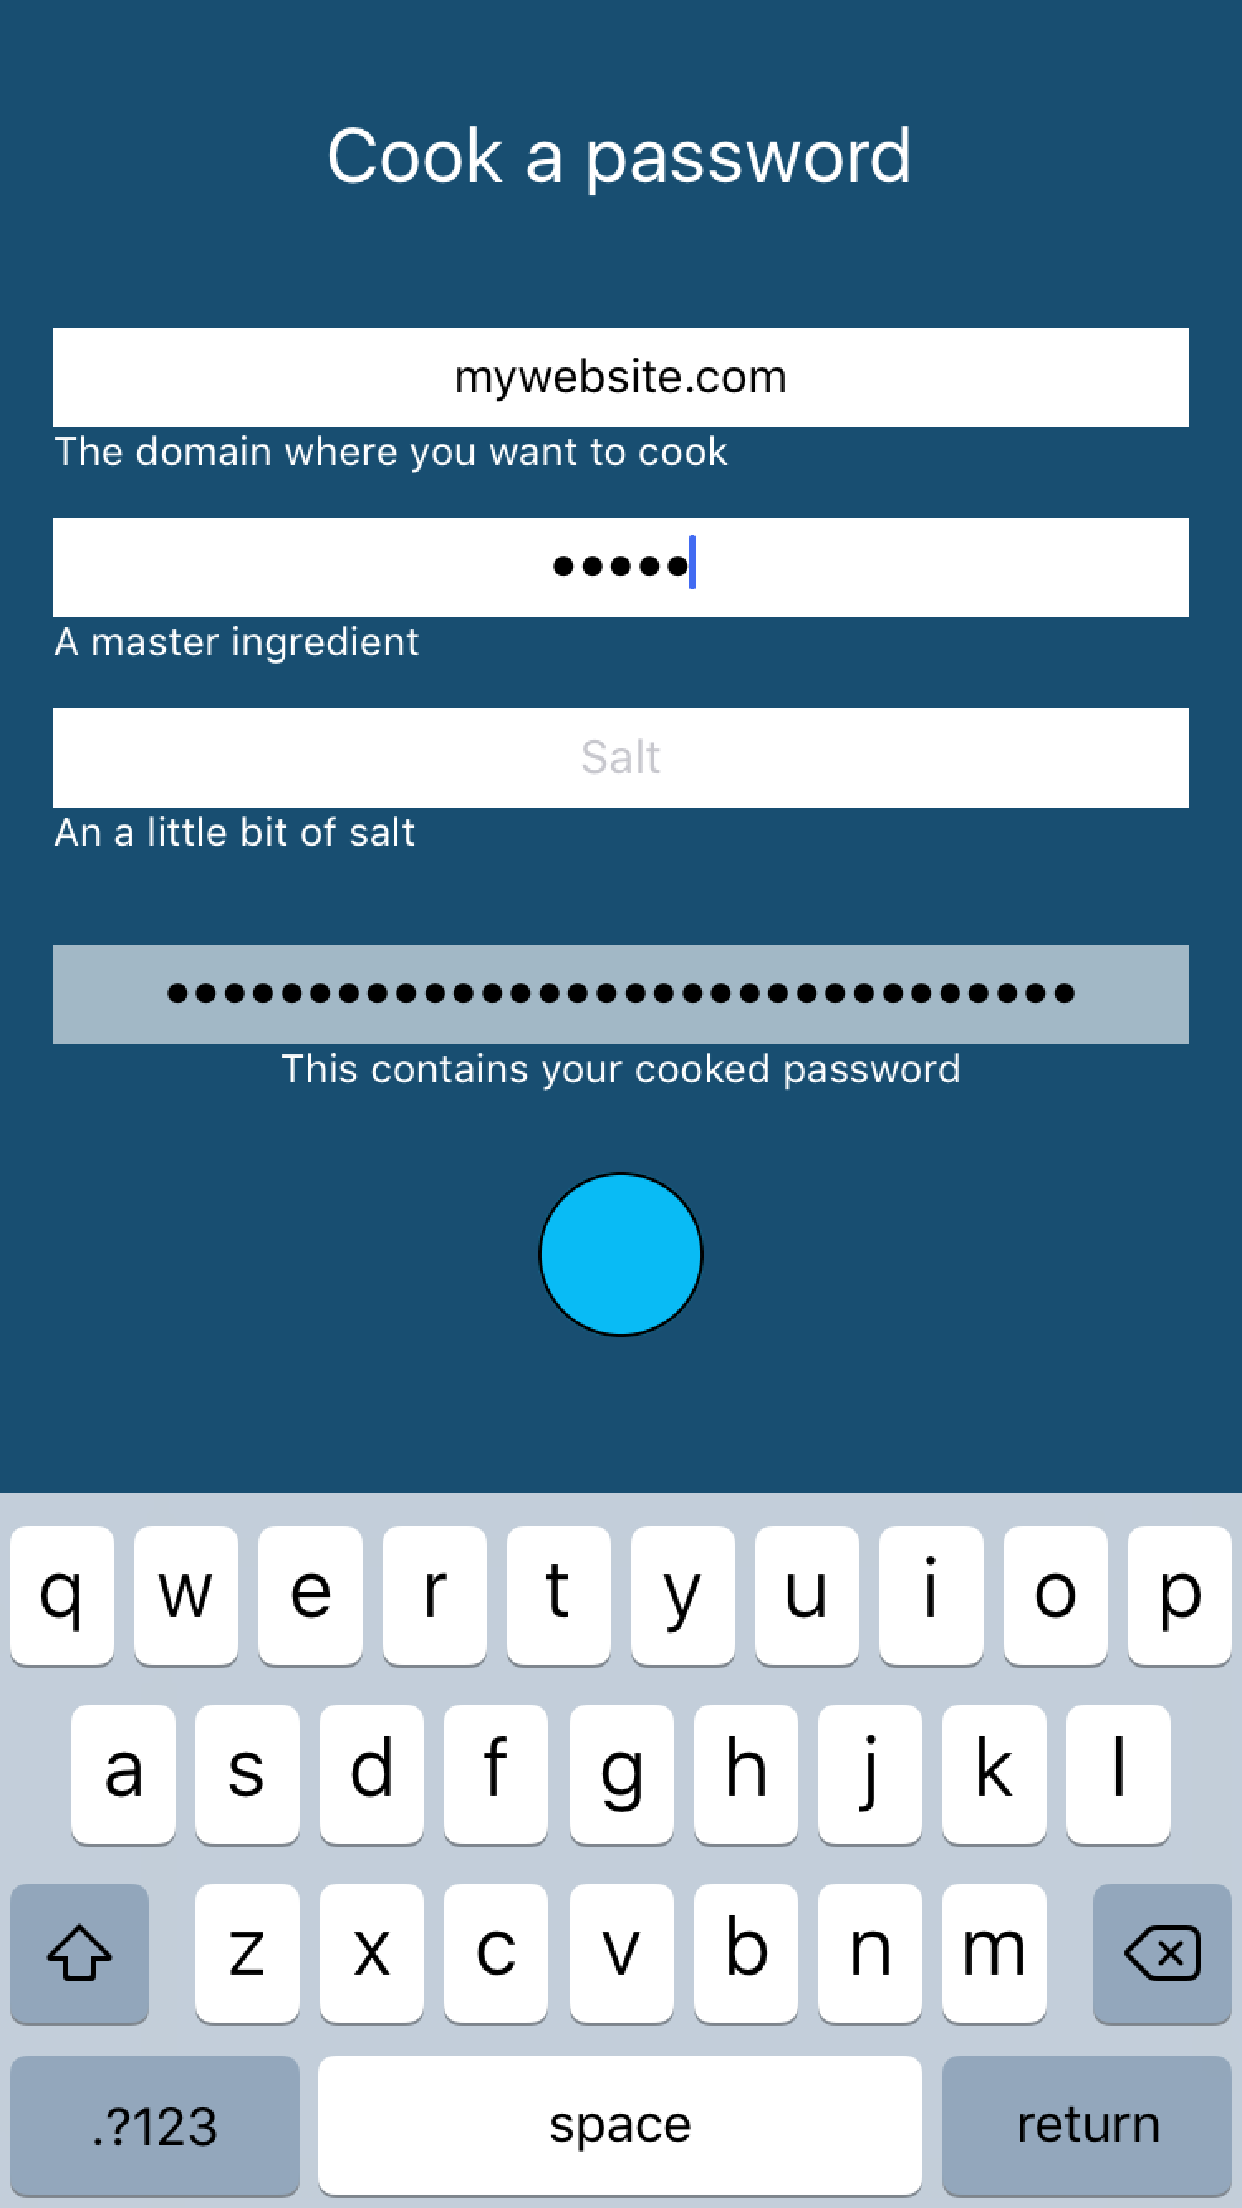 Cook a password
mywebsite.com
The domain where you want to cook
•••••
A master ingredient
Salt
An a little bit of salt
••••••••••••••••••••••••••••••••
This contains your cooked password
q w e r t y u i o p
a s d f g h j k l
z x c v b n m
.?123 space return